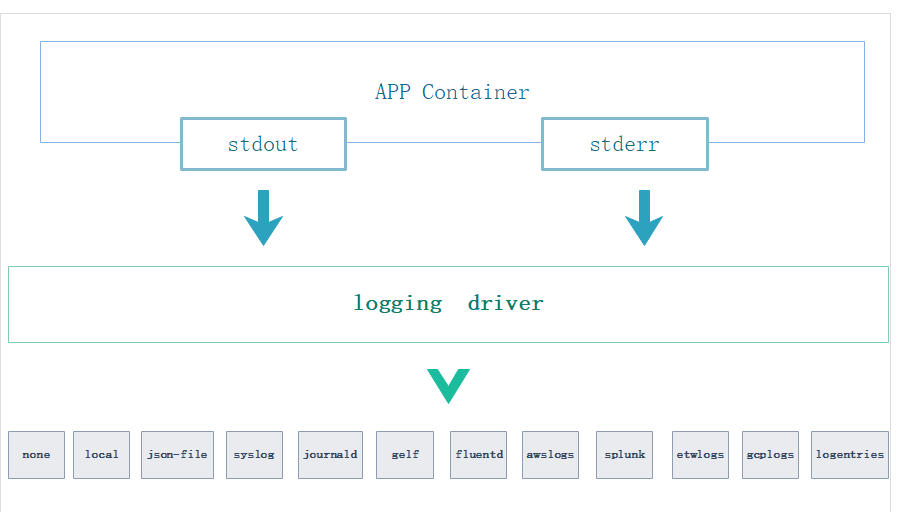 APP Container
stdout stderr
logging driver
none local json-file syslog journald gelf fluentd awslogs splunk etwlogs gcplogs logentries